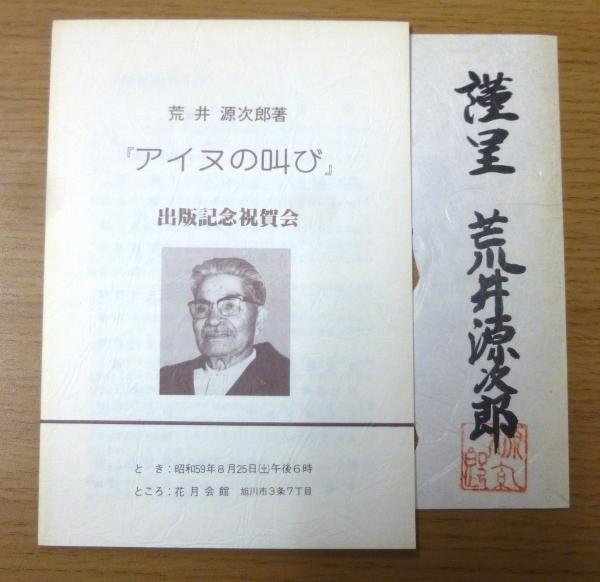 荒井 源次郎著
『アイヌの叫び』
出版記念祝賀会
とき:昭和59年8月25日(土)午後6時
ところ:花月会館 旭川市3条7丁目
謹呈 荒井源次郎